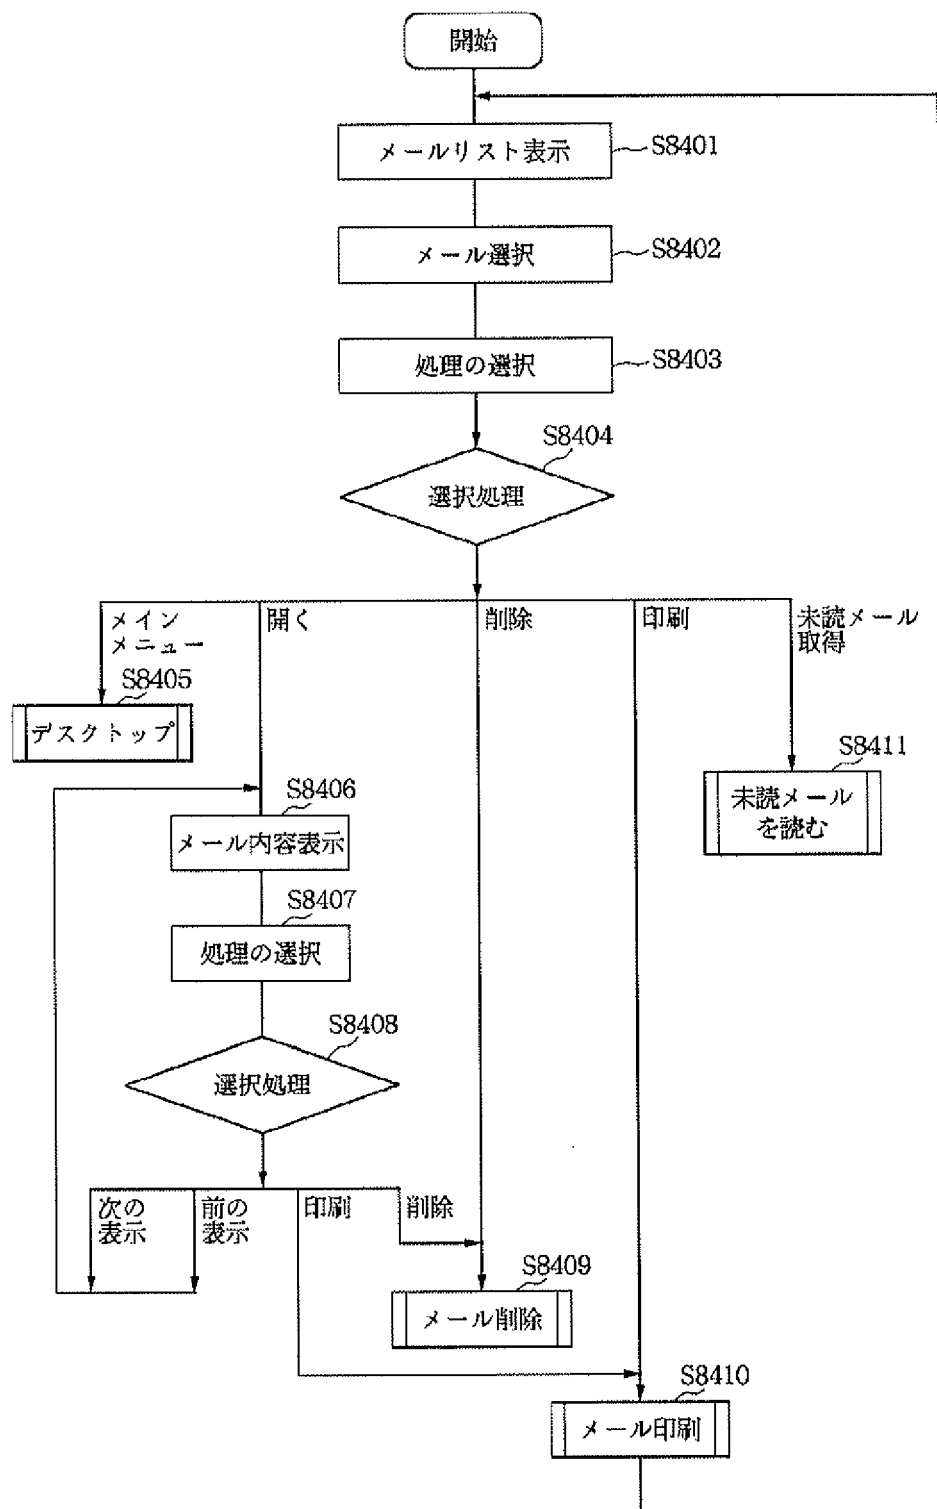 開始
メールリスト表示
S8401
メール選択
S8402
処理の選択
S8403
S8404
選択処理
メイン
メニュー
開く
削除
印刷
未読メール
取得
S8405
デスクトップ
S8411
未読メール
を読む
S8406
メール内容表示
S8407
処理の選択
S8408
選択処理
次の
表示
前の
表示
印刷
削除
S8409
メール削除
S8410
メール印刷